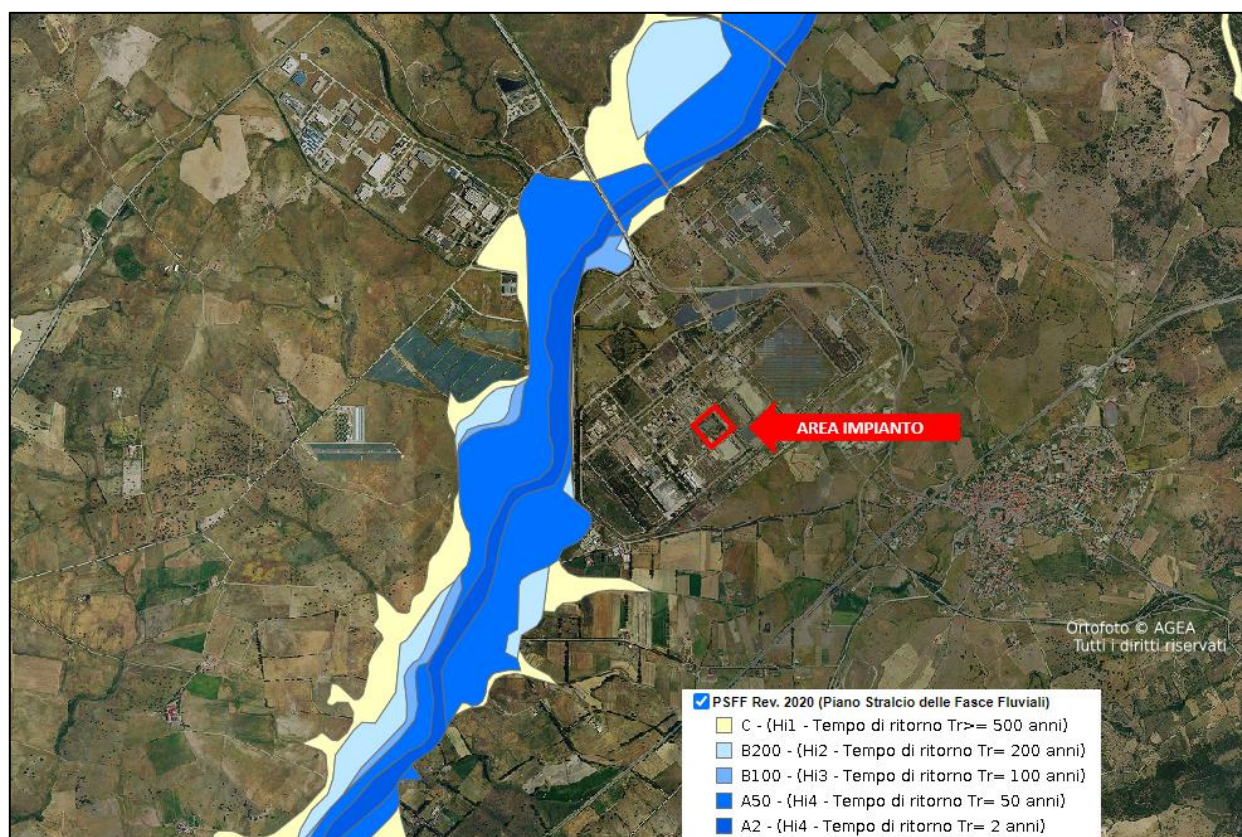 AREA IMPIANTO
Ortofoto © AGEA
Tutti i diritti riservati
PSFF Rev. 2020 (Piano Stralcio delle Fasce Fluviali)
C - (Hi1 - Tempo di ritorno Tr>= 500 anni)
B200 - (Hi2 - Tempo di ritorno Tr= 200 anni)
B100 - (Hi3 - Tempo di ritorno Tr= 100 anni)
A50 - (Hi4 - Tempo di ritorno Tr= 50 anni)
A2 - (Hi4 - Tempo di ritorno Tr= 2 anni)